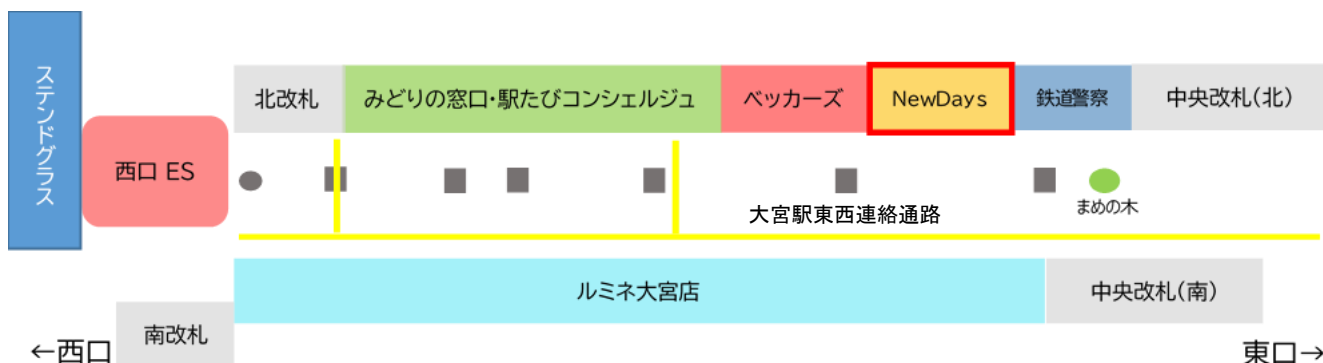 ステンドグラス
北改札
みどりの窓口・駅たびコンシェルジュ
ベッカーズ
NewDays
鉄道警察
中央改札(北)
西口 ES
まめの木
大宮駅東西連絡通路
ルミネ大宮店
中央改札(南)
南改札
←西口
東口→